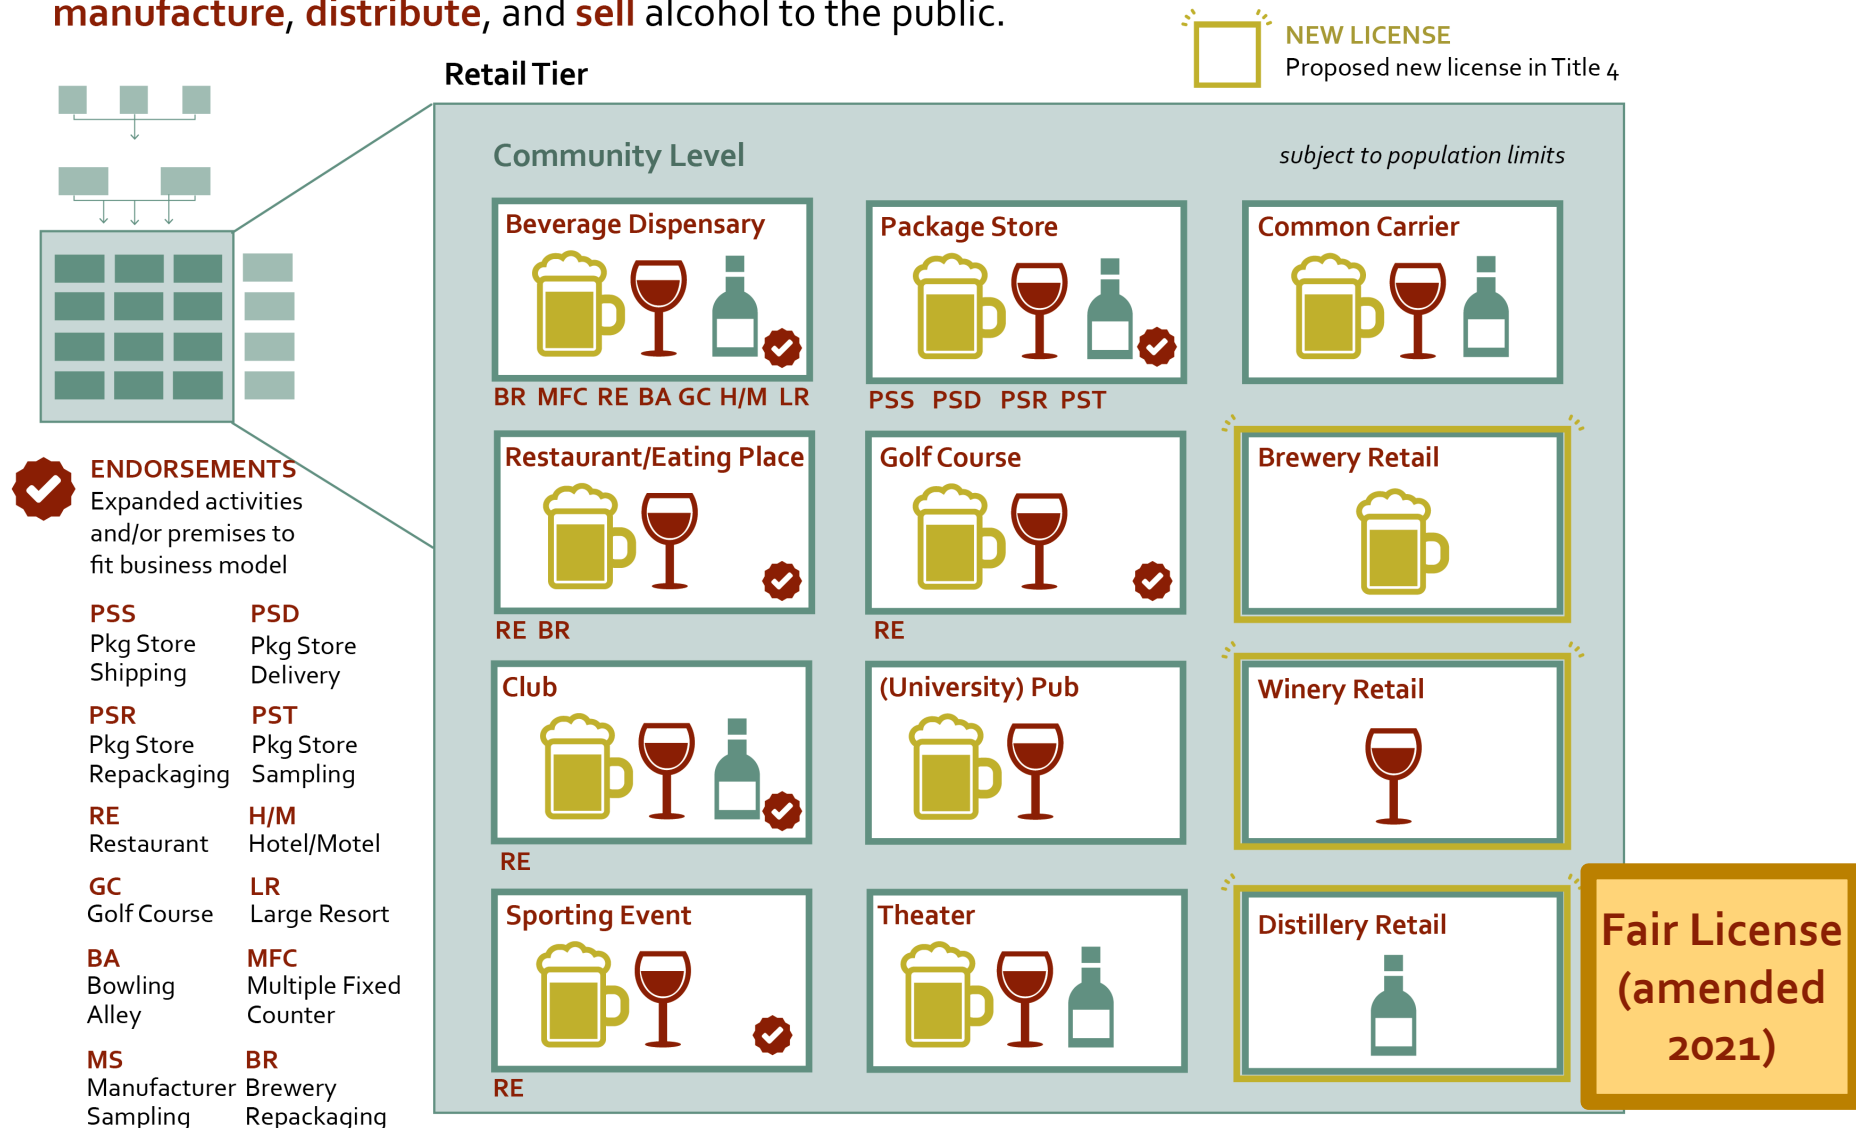 manufacture, distribute, and sell alcohol to the public.
NEW LICENSE
Proposed new license in Title 4
Retail Tier
Community Level
subject to population limits
Beverage Dispensary
BR MFC RE BA GC H/M LR
Package Store
PSS PSD PSR PST
Common Carrier
Restaurant/Eating Place
RE BR
Golf Course
RE
Brewery Retail
Club
RE
(University) Pub
Winery Retail
Sporting Event
RE
Theater
Distillery Retail
Fair License
(amended
2021)
ENDORSEMENTS
Expanded activities
and/or premises to
fit business model
PSS
Pkg Store
Shipping
PSD
Pkg Store
Delivery
PSR
Pkg Store
Repackaging
PST
Pkg Store
Sampling
RE
Restaurant
H/M
Hotel/Motel
GC
Golf Course
LR
Large Resort
BA
Bowling
Alley
MFC
Multiple Fixed
Counter
MS
Manufacturer
Sampling
BR
Brewery
Repackaging